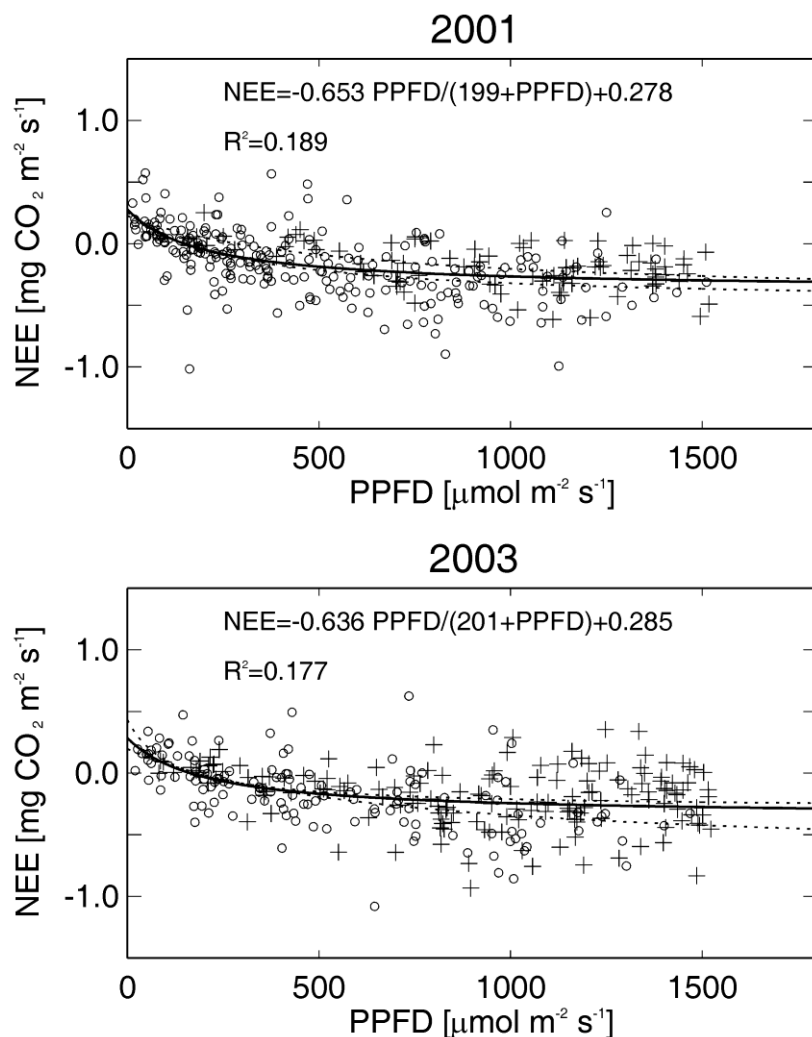 2001
NEE=-0.653 PPFD/(199+PPFD)+0.278
R²=0.189
1.0
0.0
-1.0
NEE [mg CO₂ m⁻² s⁻¹]
0 500 1000 1500
PPFD [μmol m⁻² s⁻¹]
2003
NEE=-0.636 PPFD/(201+PPFD)+0.285
R²=0.177
1.0
0.0
-1.0
NEE [mg CO₂ m⁻² s⁻¹]
0 500 1000 1500
PPFD [μmol m⁻² s⁻¹]